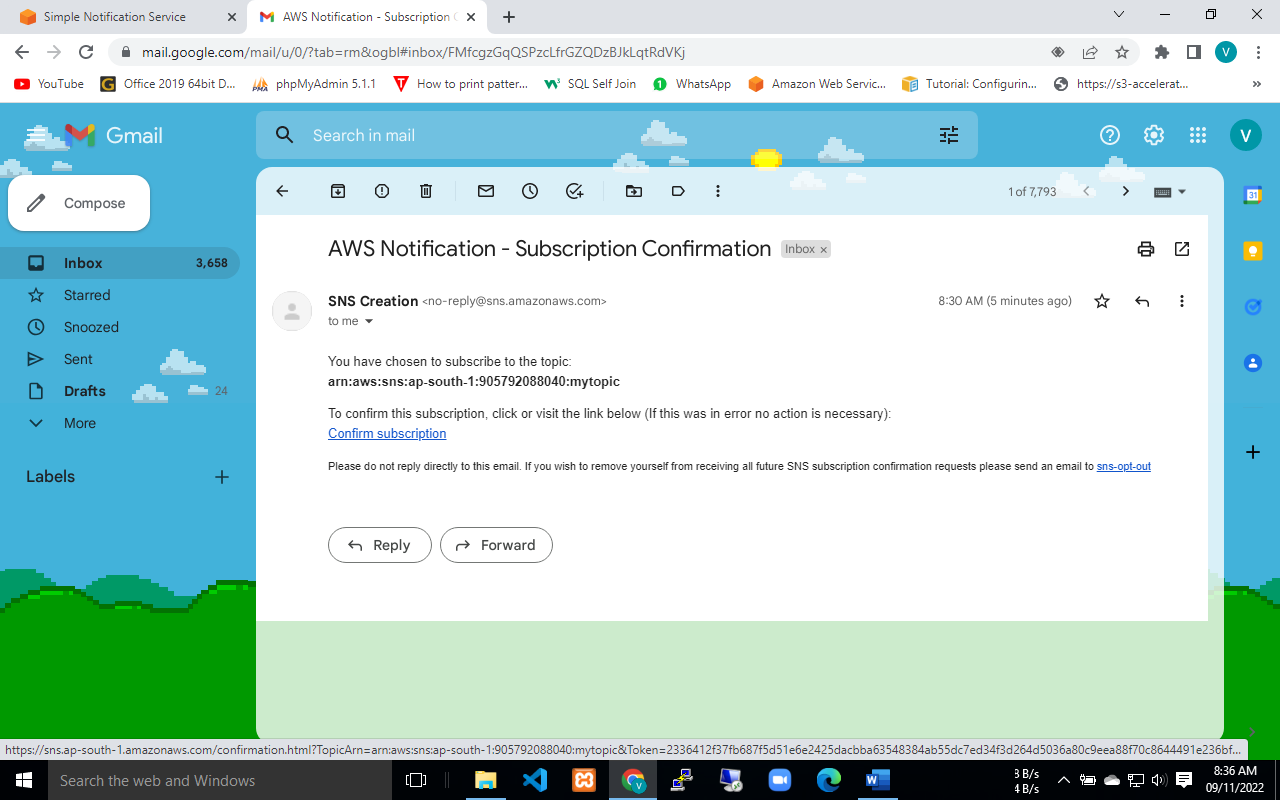 Simple Notification Service
AWS Notification - Subscription C
mail.google.com/mail/u/0/?tab=rm&ogbl#inbox/FMfcgzGqQSPzcLfrGZQDzBJkLqtRdVKj
V
YouTube
Office 2019 64bit D...
phpMyAdmin 5.1.1
How to print patter...
SQL Self Join
WhatsApp
Amazon Web Servic...
Tutorial: Configurin...
https://s3-accelerat...
»
Gmail
Search in mail
V
Compose
1 of 7,793
Inbox 3,658
Starred
Snoozed
Sent
Drafts 24
More
Labels
AWS Notification - Subscription Confirmation Inbox ×
SNS Creation <no-reply@sns.amazonaws.com> 8:30 AM (5 minutes ago)
to me
You have chosen to subscribe to the topic:
arn:aws:sns:ap-south-1:905792088040:mytopic
To confirm this subscription, click or visit the link below (If this was in error no action is necessary):
Confirm subscription
Please do not reply directly to this email. If you wish to remove yourself from receiving all future SNS subscription confirmation requests please send an email to sns-opt-out
Reply
Forward
31
https://sns.ap-south-1.amazonaws.com/confirmation.html?TopicArn=arn:aws:sns:ap-south-1:905792088040:mytopic&Token=2336412f37fb687f5d51e6e2425dacbba63548384ab55dc7ed34f3d264d5036a80c9eea88f70c8644491e236bf...
Search the web and Windows
3 B/s
4 B/s
8:36 AM
09/11/2022